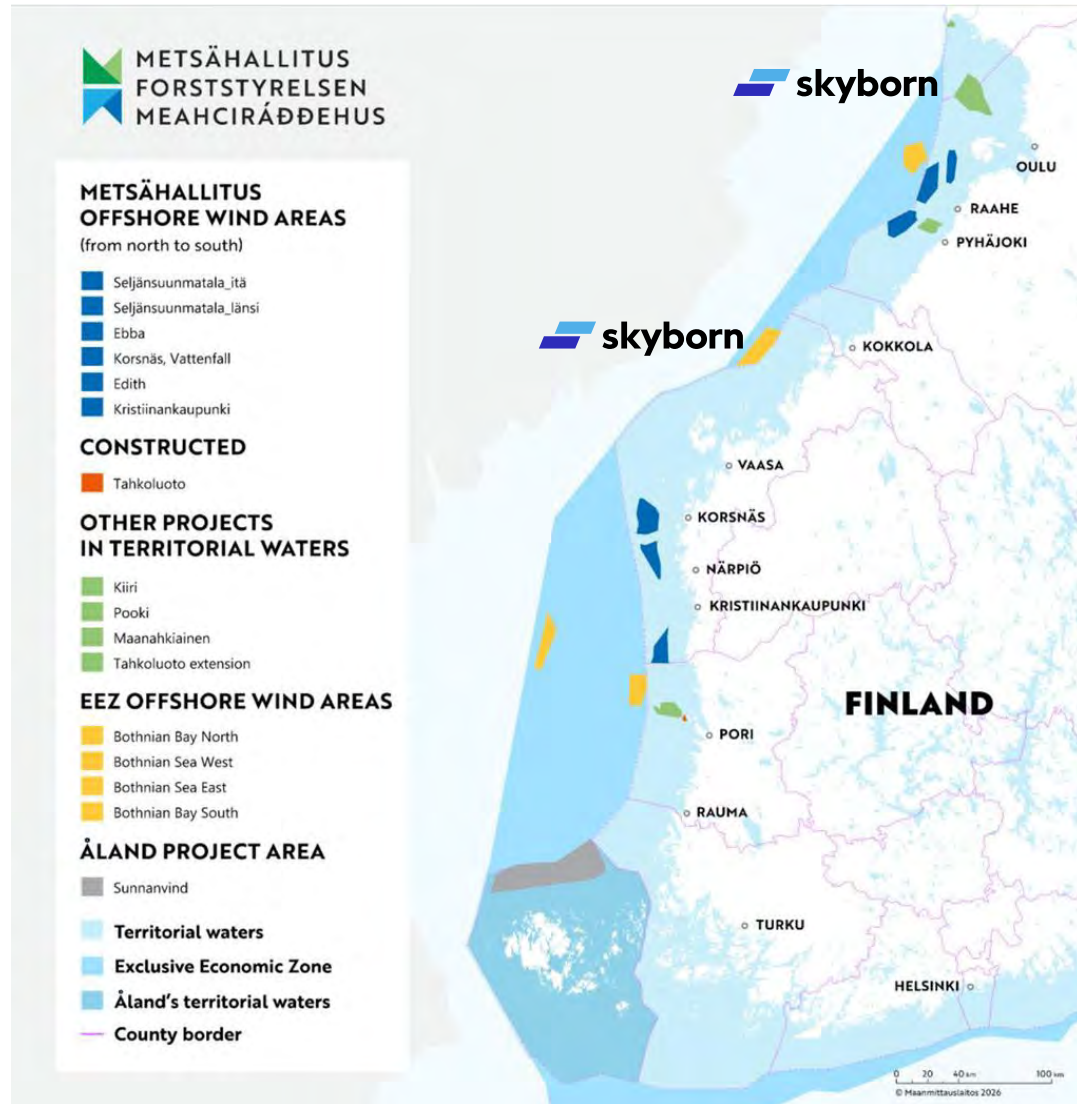 METSÄHALLITUS
FORSTSTYRELSEN
MEAHCIRÁĐĐEHUS
METSÄHALLITUS
OFFSHORE WIND AREAS
(from north to south)
Seljänsuunmatala_itä
Seljänsuunmatala_länsi
Ebba
Korsnäs, Vattenfall
Edith
Kristiinankaupunki
CONSTRUCTED
Tahkoluoto
OTHER PROJECTS
IN TERRITORIAL WATERS
Kiiri
Pooki
Maanahkiainen
Tahkoluoto extension
EEZ OFFSHORE WIND AREAS
Bothnian Bay North
Bothnian Sea West
Bothnian Sea East
Bothnian Bay South
ÅLAND PROJECT AREA
Sunnanvind
Territorial waters
Exclusive Economic Zone
Åland's territorial waters
County border
skyborn
OULU
RAAHE
PYHÄJOKI
skyborn
KOKKOLA
VAASA
KORSNÄS
NÄRPIÖ
KRISTIINANKAUPUNKI
FINLAND
PORI
RAUMA
TURKU
HELSINKI
0 20 40 km 100 km
© Maanmittauslaitos 2026